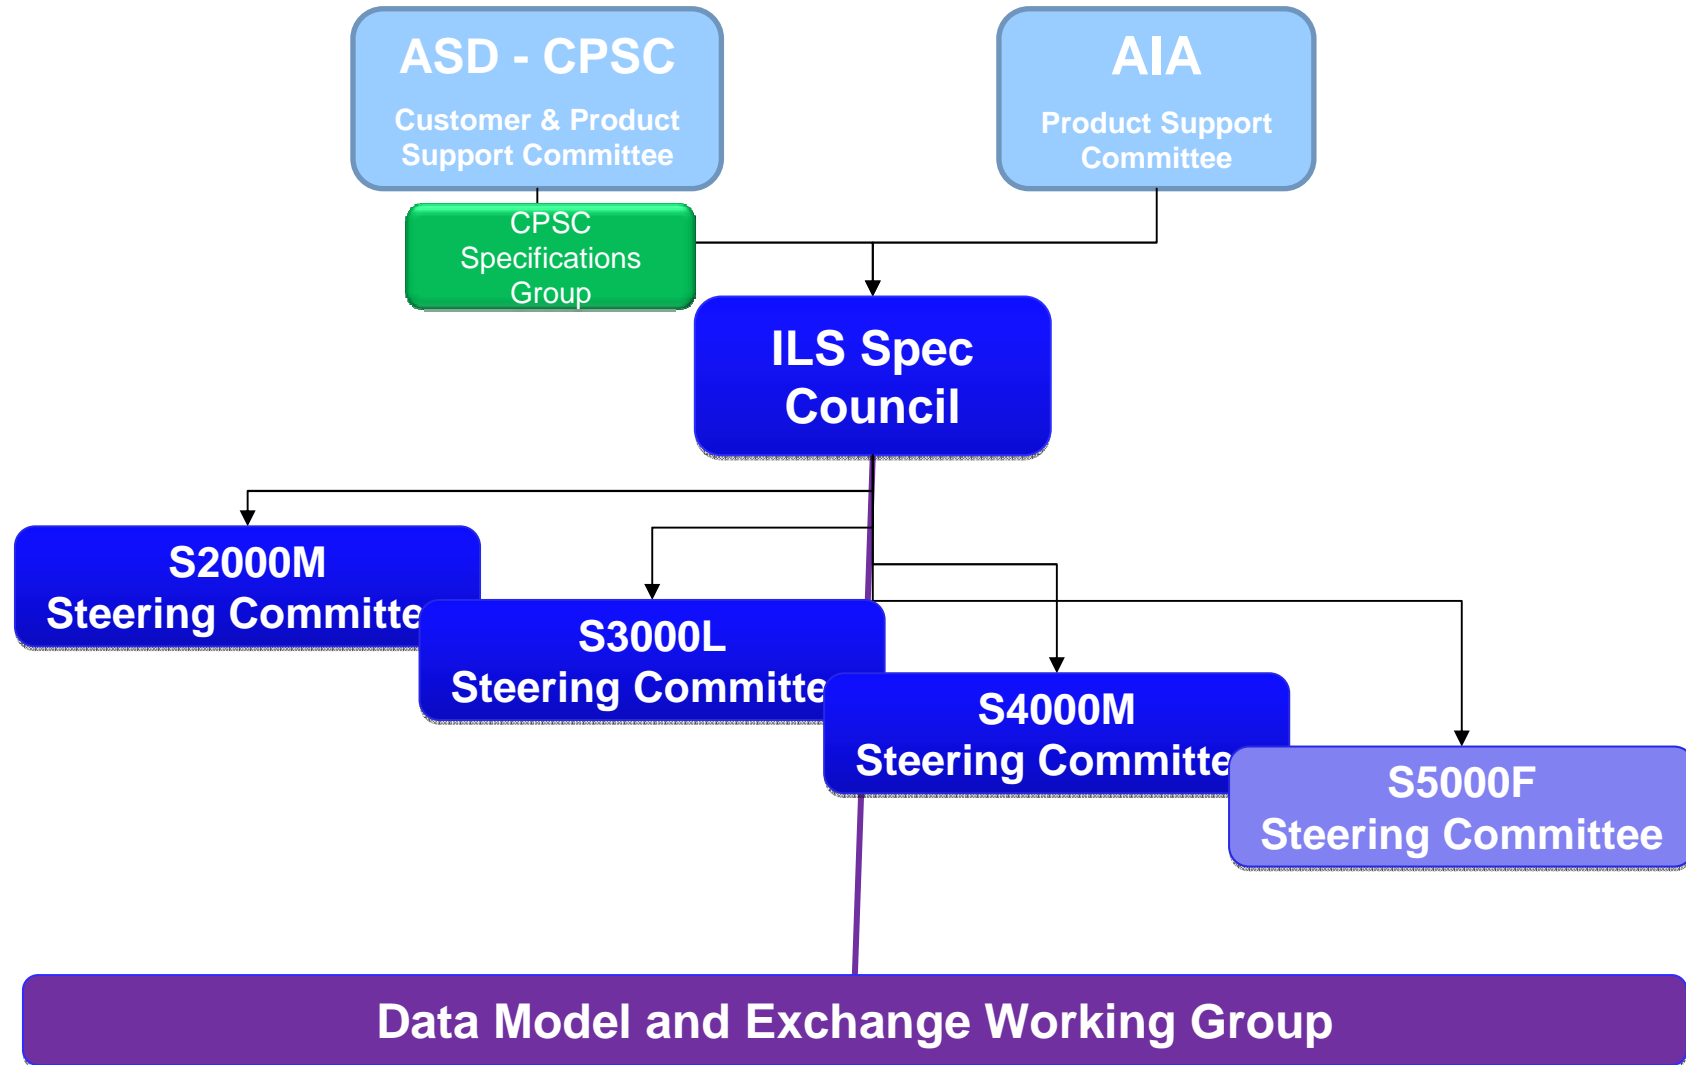 ASD - CPSC
Customer & Product
Support Committee
AIA
Product Support
Committee
CPSC
Specifications
Group
ILS Spec
Council
S2000M
Steering Committe
S3000L
Steering Committe
S4000M
Steering Committe
S5000F
Steering Committee
Data Model and Exchange Working Group